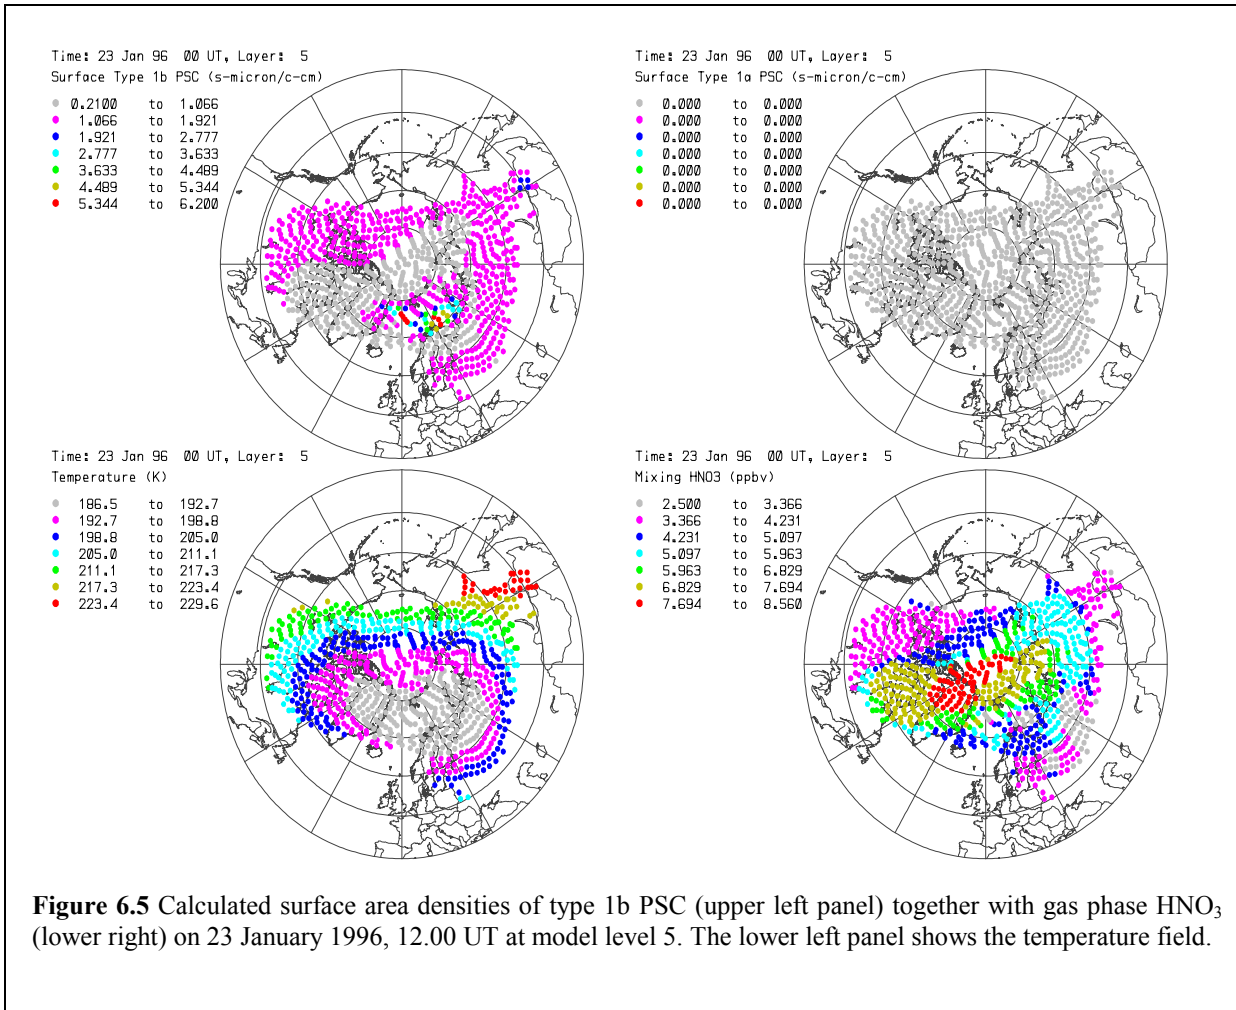 Time: 23 Jan 96 00 UT, Layer: 5
Surface Type 1b PSC (s-micron/c-cm)
0.2100 to 1.066
1.066 to 1.921
1.921 to 2.777
2.777 to 3.633
3.633 to 4.489
4.489 to 5.344
5.344 to 6.200
Time: 23 Jan 96 00 UT, Layer: 5
Surface Type 1a PSC (s-micron/c-cm)
0.000 to 0.000
0.000 to 0.000
0.000 to 0.000
0.000 to 0.000
0.000 to 0.000
0.000 to 0.000
0.000 to 0.000
Time: 23 Jan 96 00 UT, Layer: 5
Temperature (K)
186.5 to 192.7
192.7 to 198.8
198.8 to 205.0
205.0 to 211.1
211.1 to 217.3
217.3 to 223.4
223.4 to 229.6
Time: 23 Jan 96 00 UT, Layer: 5
Mixing HNO3 (ppbv)
2.500 to 3.366
3.366 to 4.231
4.231 to 5.097
5.097 to 5.963
5.963 to 6.829
6.829 to 7.694
7.694 to 8.560
Figure 6.5 Calculated surface area densities of type 1b PSC (upper left panel) together with gas phase HNO3
(lower right) on 23 January 1996, 12.00 UT at model level 5. The lower left panel shows the temperature field.